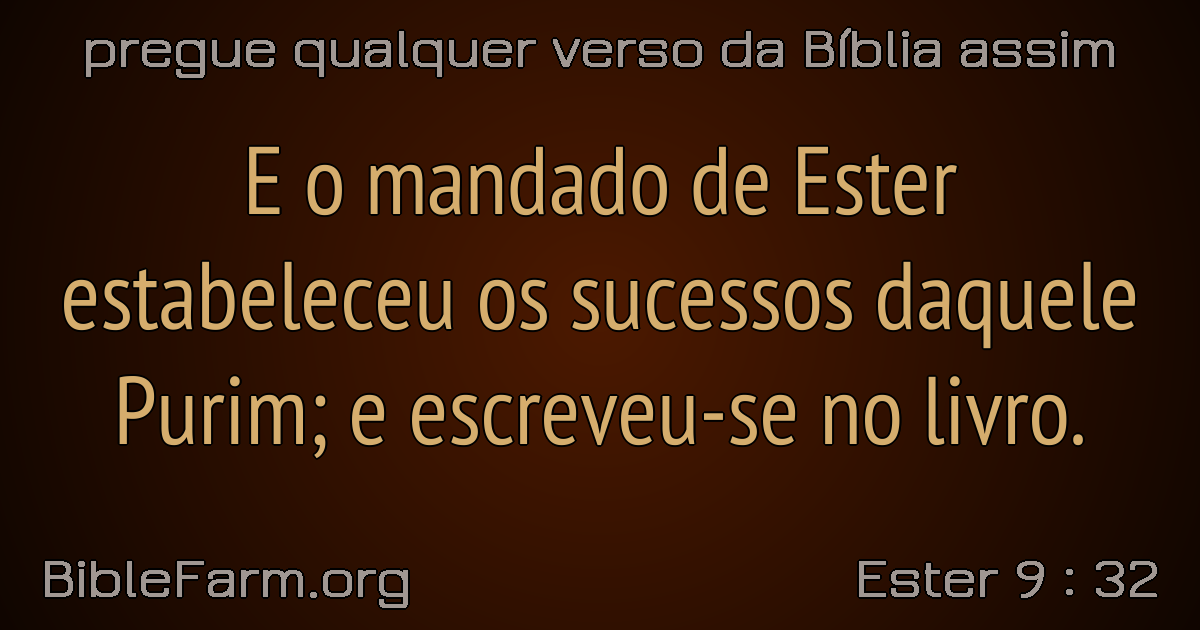 pregue qualquer verso da Bíblia assim
E o mandado de Ester
estabeleceu os sucessos daquele
Purim; e escreveu-se no livro.
BibleFarm.org
Ester 9 : 32